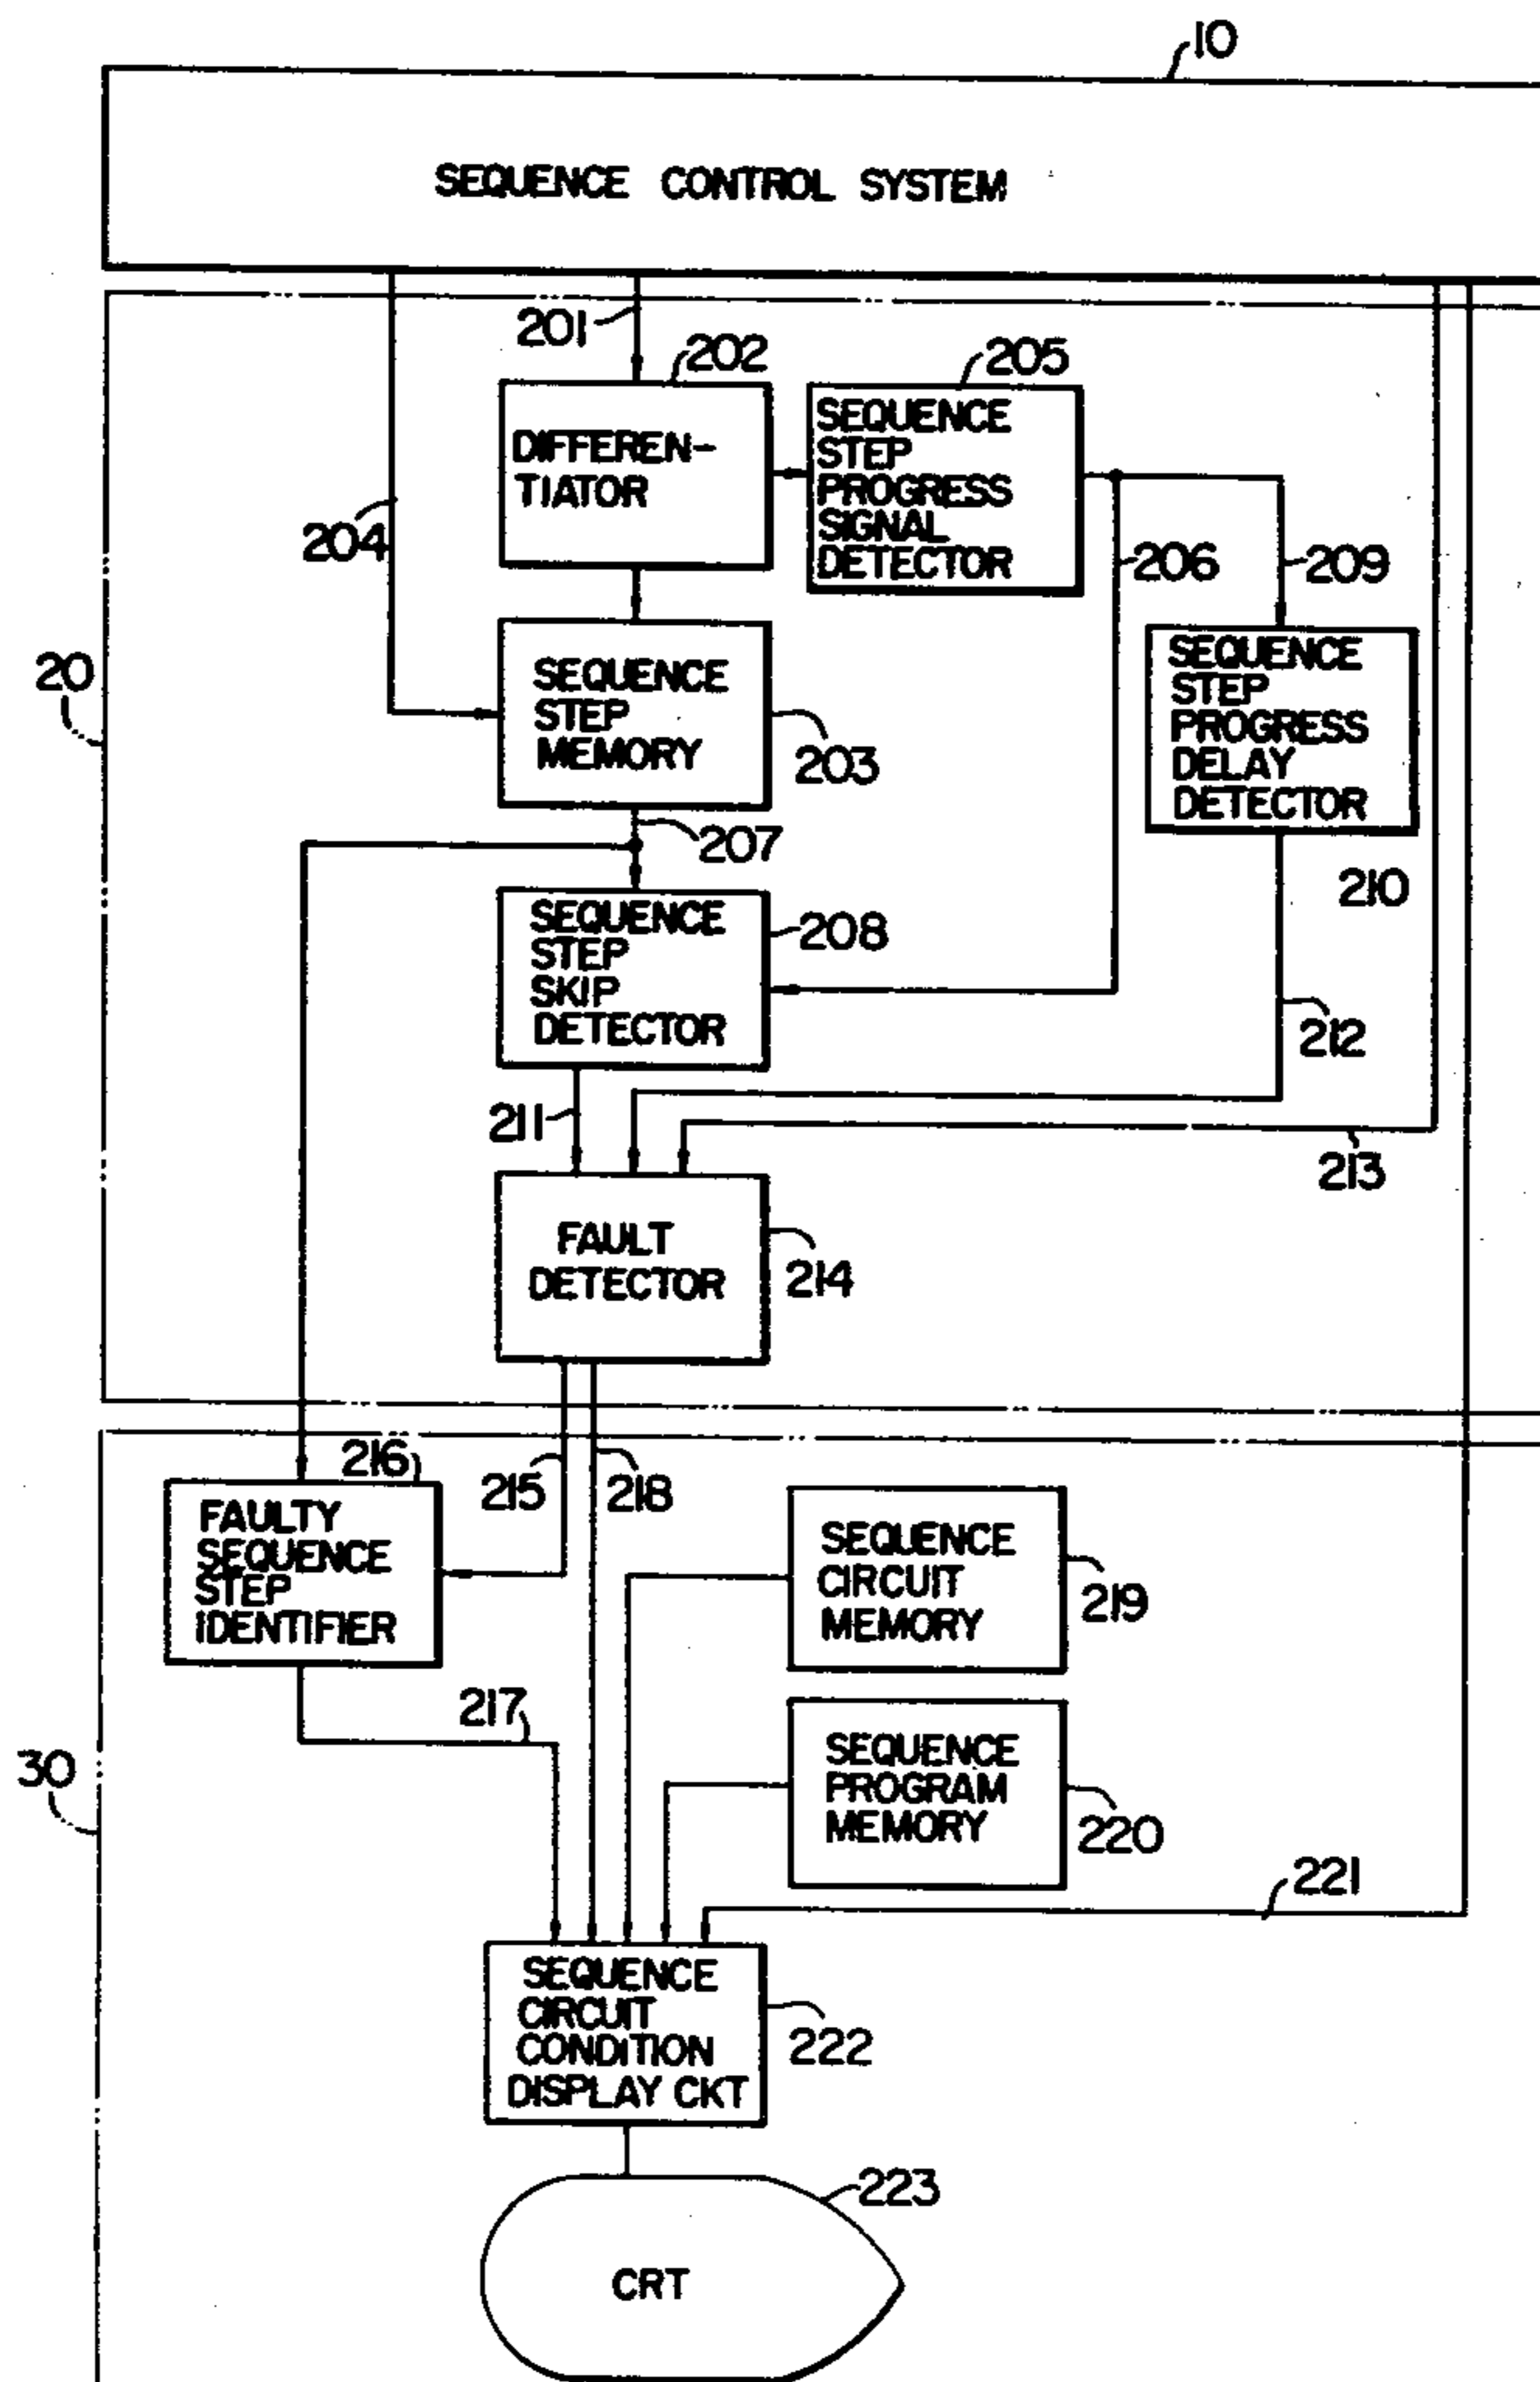 10
SEQUENCE CONTROL SYSTEM
201
202
205
DIFFEREN-
TIATOR
SEQUENCE
STEP
PROGRESS
SIGNAL
DETECTOR
204
206
209
20
SEQUENCE
STEP
MEMORY
203
SEQUENCE
STEP
PROGRESS
DELAY
DETECTOR
207
210
SEQUENCE
STEP
SKIP
DETECTOR
208
212
211
213
FAULT
DETECTOR
214
216
215
218
FAULTY
SEQUENCE
STEP
IDENTIFIER
SEQUENCE
CIRCUIT
MEMORY
219
217
30
SEQUENCE
PROGRAM
MEMORY
220
221
SEQUENCE
CIRCUIT
CONDITION
DISPLAY CKT
222
223
CRT